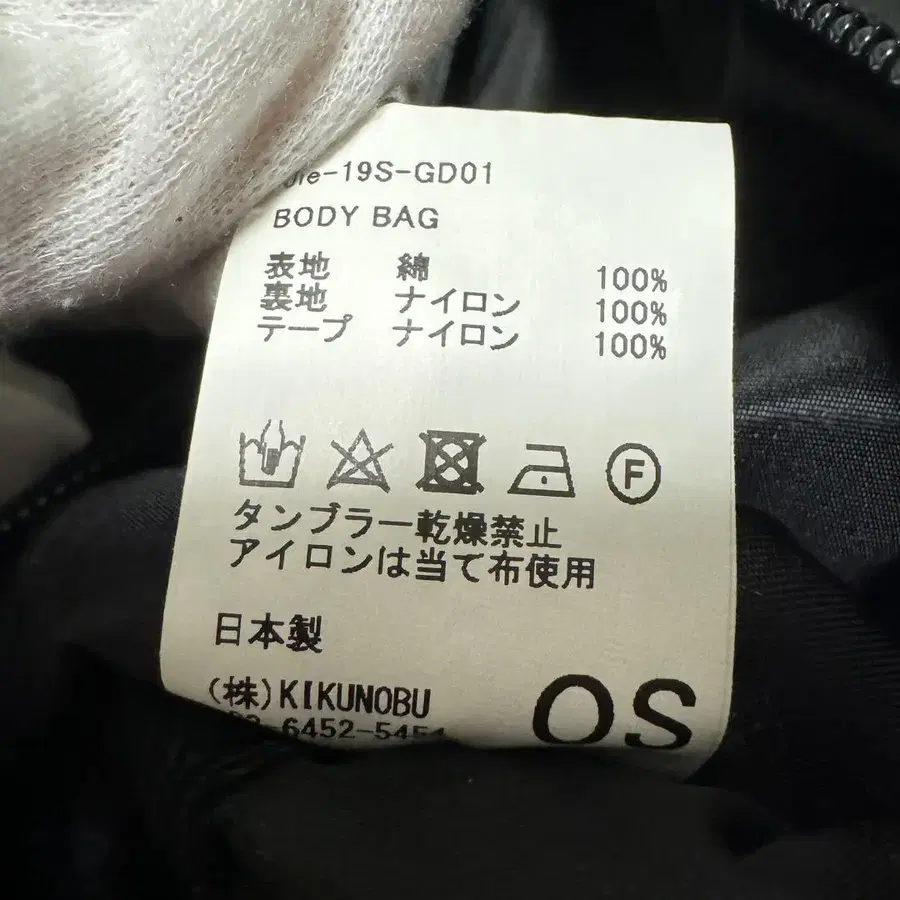 -19S-GD01
BODY BAG
表地 綿 100%
裏地 ナイロン 100%
テープ ナイロン 100%
F
タンブラー乾燥禁止
アイロンは当て布使用
日本製
(株)KIKUNOBU
-6452-545
OS